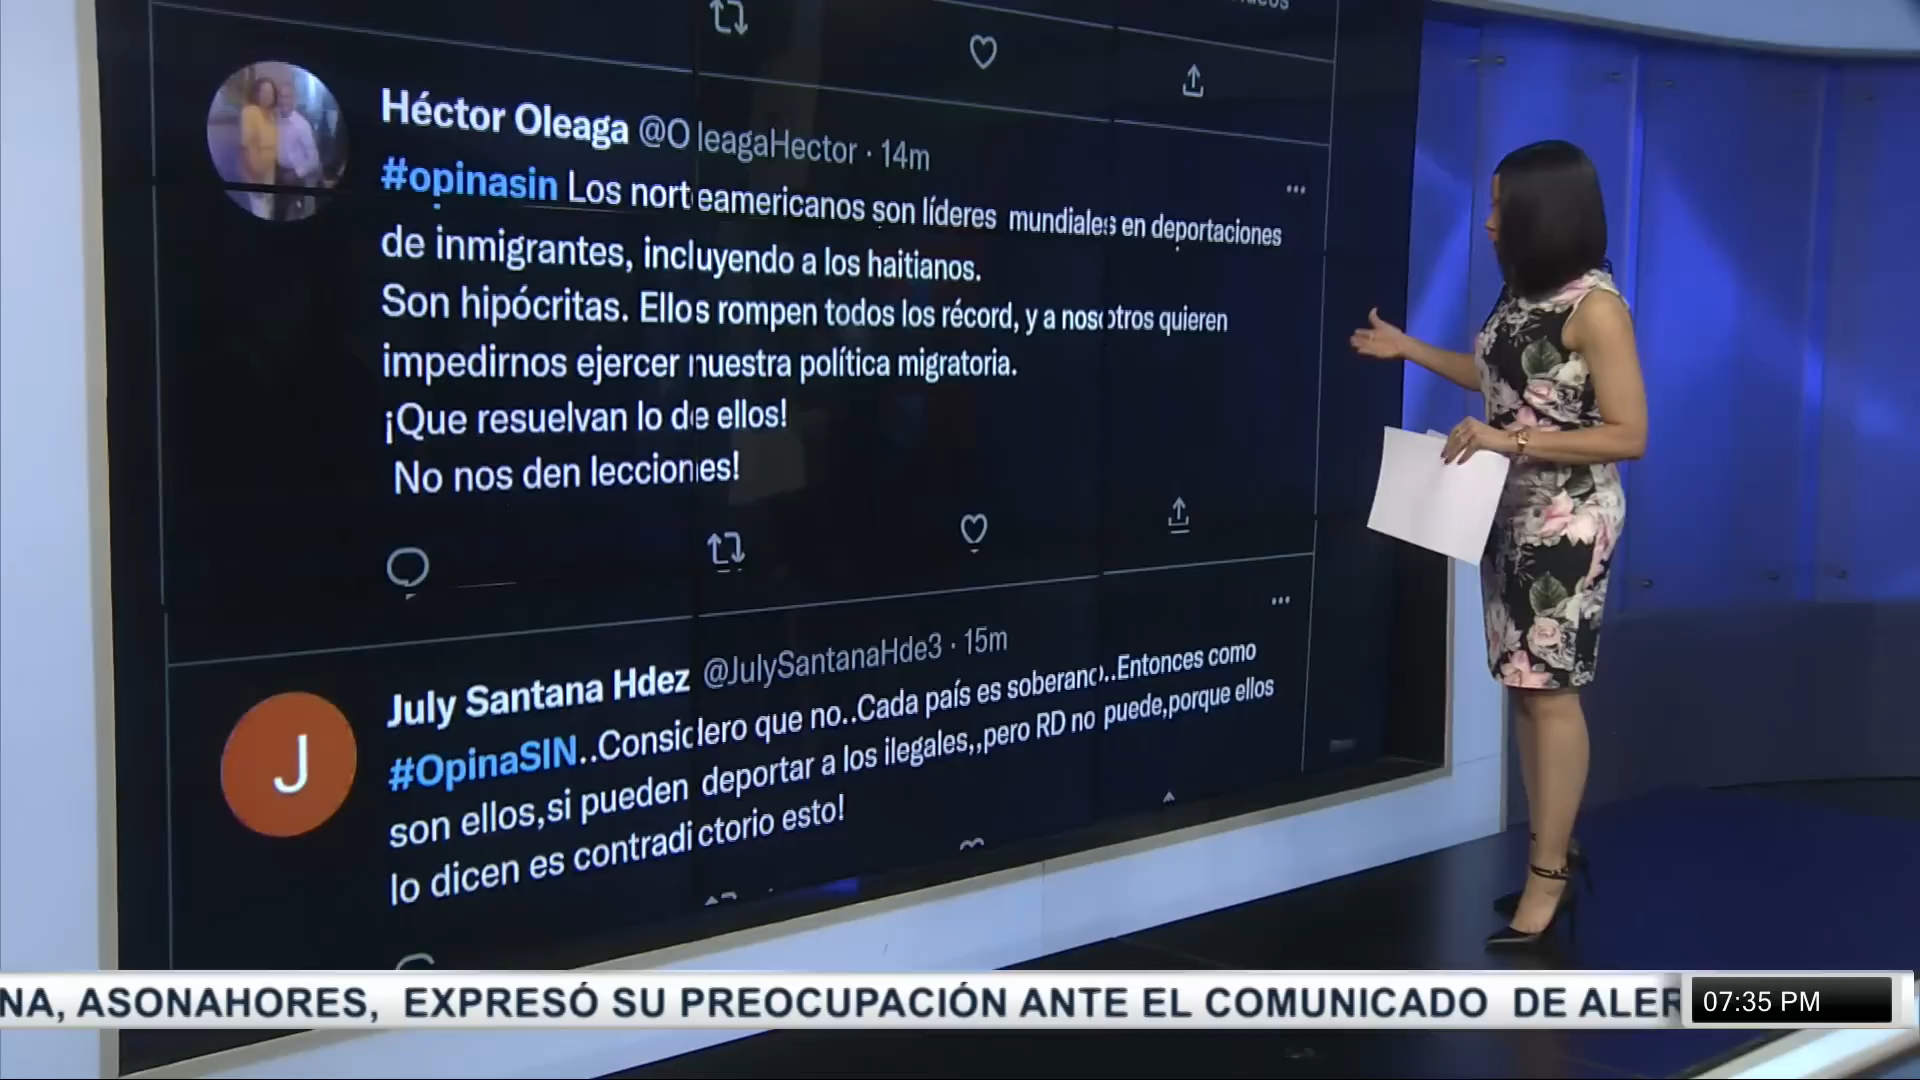 Héctor Oleaga @OleagaHector · 14m
#opinasin Los norteamericanos son líderes mundiales en deportaciones
de inmigrantes, incluyendo a los haitianos.
Son hipócritas. Ellos rompen todos los récord, y a nosotros quieren
impedirnos ejercer nuestra política migratoria.
¡Que resuelvan lo de ellos!
No nos den lecciones!
July Santana Hdez @JulySantanaHde3 · 15m
#OpinaSIN..Considero que no..Cada país es soberano..Entonces como
son ellos,si pueden deportar a los ilegales,,pero RD no puede,porque ellos
lo dicen es contradictorio esto!
J
NA, ASONAHORES, EXPRESÓ SU PREOCUPACIÓN ANTE EL COMUNICADO DE ALER
07:35 PM